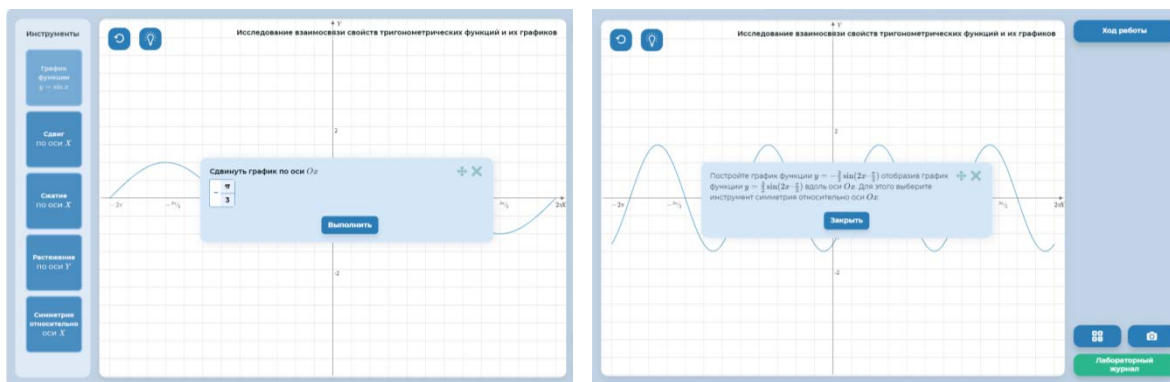 Инструменты
График
функции
y = sin x
Сдвиг
по оси X
Сжатие
по оси X
Растяжение
по оси Y
Симметрия
относительно
оси X
Исследование взаимосвязи свойств тригонометрических функций и их графиков
Y
2
Сдвинуть график по оси Ox
- π/3
Выполнить
-2π
2π
X
-2
Исследование взаимосвязи свойств тригонометрических функций и их графиков
Y
2
Постройте график функции y = -3/2 sin(2x-π/3) отобразив график
функции y = 3/2 sin(2x-π/3) вдоль оси Ox. Для этого выберите
инструмент симметрия относительно оси Ox
Закрыть
-2π
2π
X
-2
Ход работы
Лабораторный
журнал